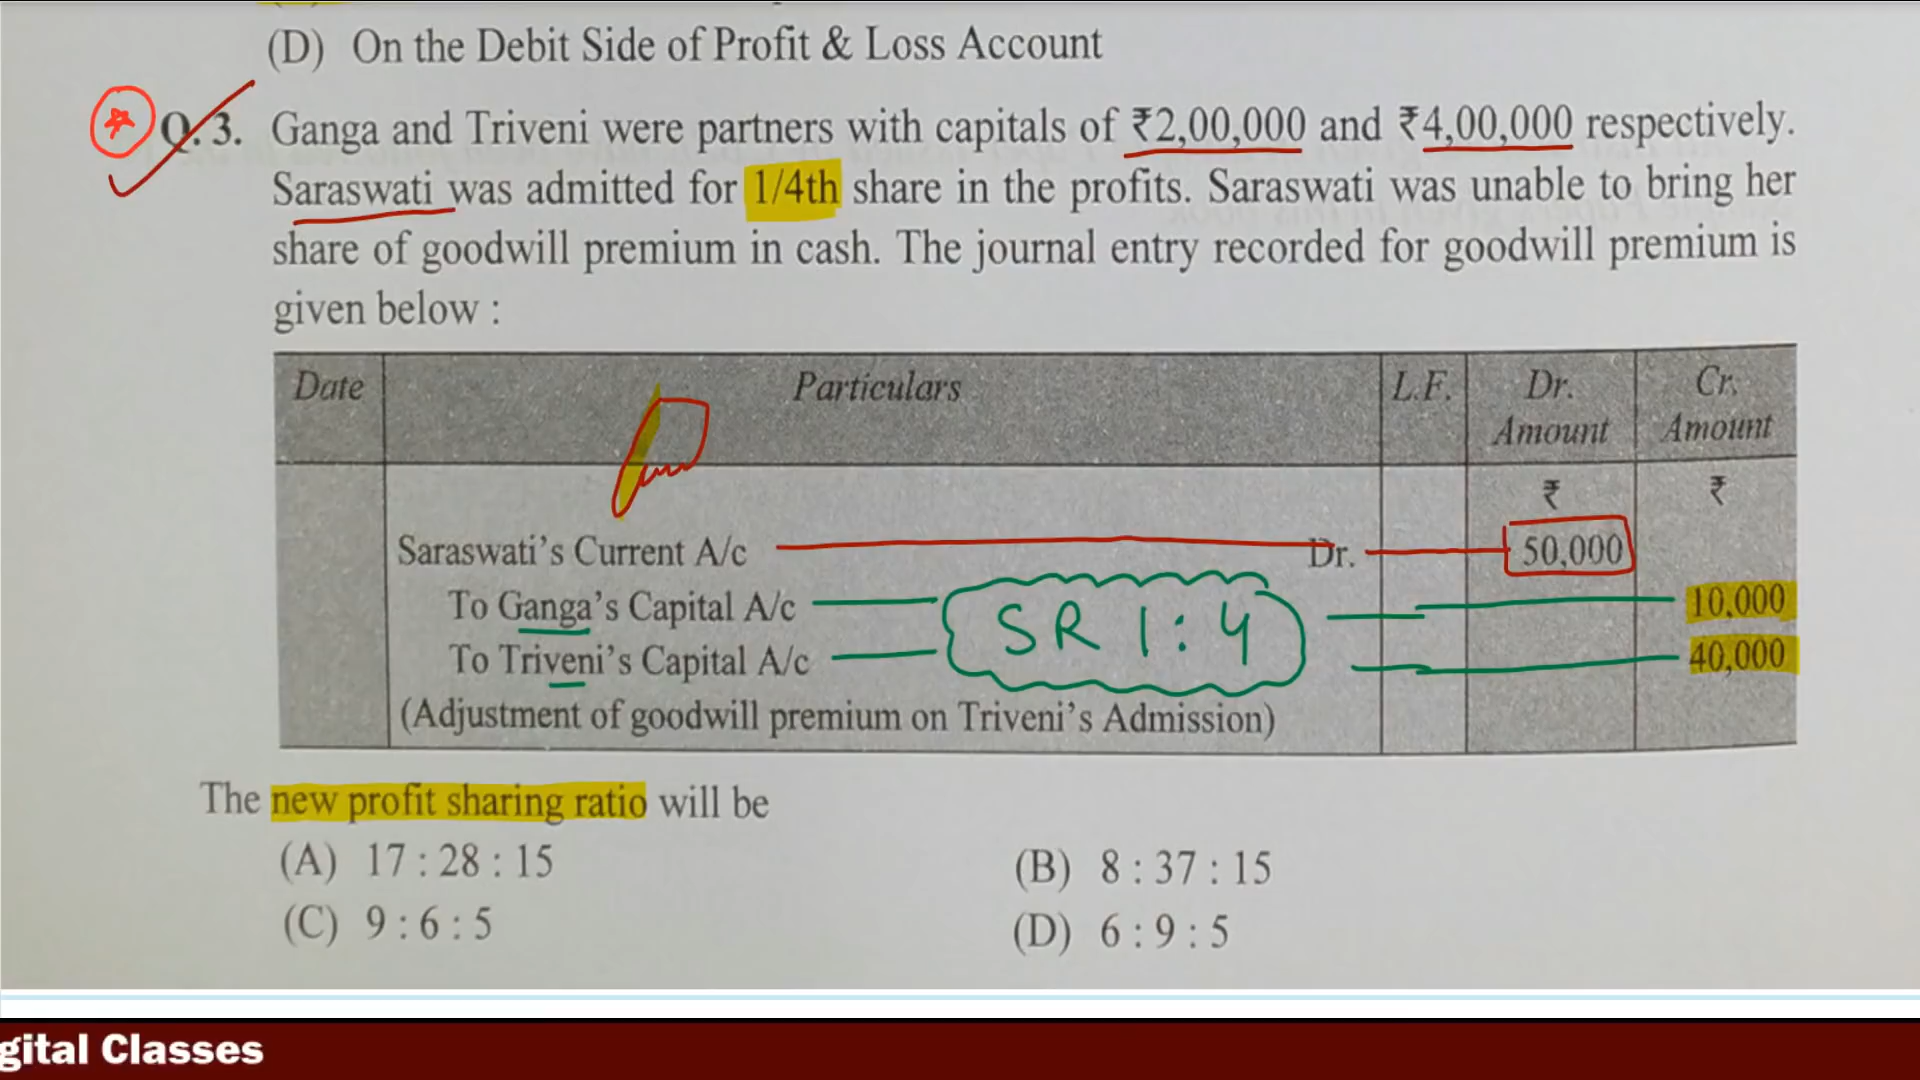 (D) On the Debit Side of Profit & Loss Account
Q. 3. Ganga and Triveni were partners with capitals of ₹2,00,000 and ₹4,00,000 respectively.
Saraswati was admitted for 1/4th share in the profits. Saraswati was unable to bring her
share of goodwill premium in cash. The journal entry recorded for goodwill premium is
given below :
Date Particulars L.F. Dr. Amount Cr. Amount
₹ ₹
Saraswati's Current A/c Dr. 50,000
To Ganga's Capital A/c 10,000
SR 1:4
To Triveni's Capital A/c 40,000
(Adjustment of goodwill premium on Triveni's Admission)
The new profit sharing ratio will be
(A) 17 : 28 : 15 (B) 8 : 37 : 15
(C) 9 : 6 : 5 (D) 6 : 9 : 5
gital Classes